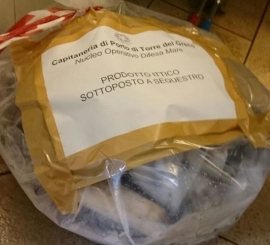 Capitaneria di Porto di Torre del Greco
Nucleo Operativo Difesa Mare
PRODOTTO ITTICO
SOTTOPOSTO A SEQUESTRO